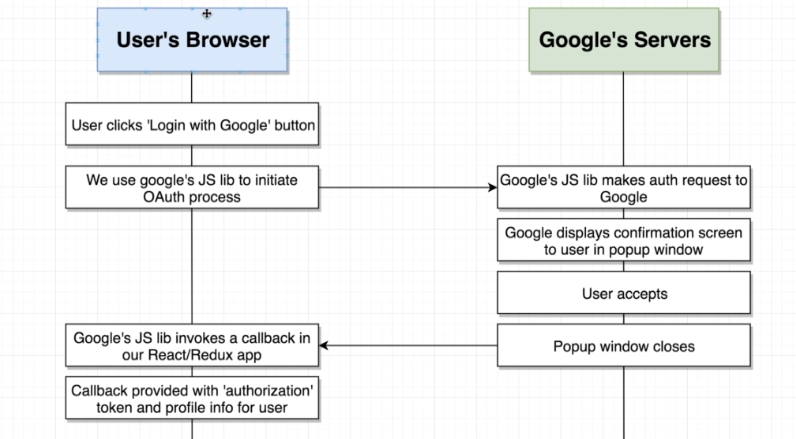 User's Browser
Google's Servers
User clicks 'Login with Google' button
We use google's JS lib to initiate
OAuth process
Google's JS lib makes auth request to
Google
Google displays confirmation screen
to user in popup window
User accepts
Google's JS lib invokes a callback in
our React/Redux app
Popup window closes
Callback provided with 'authorization'
token and profile info for user